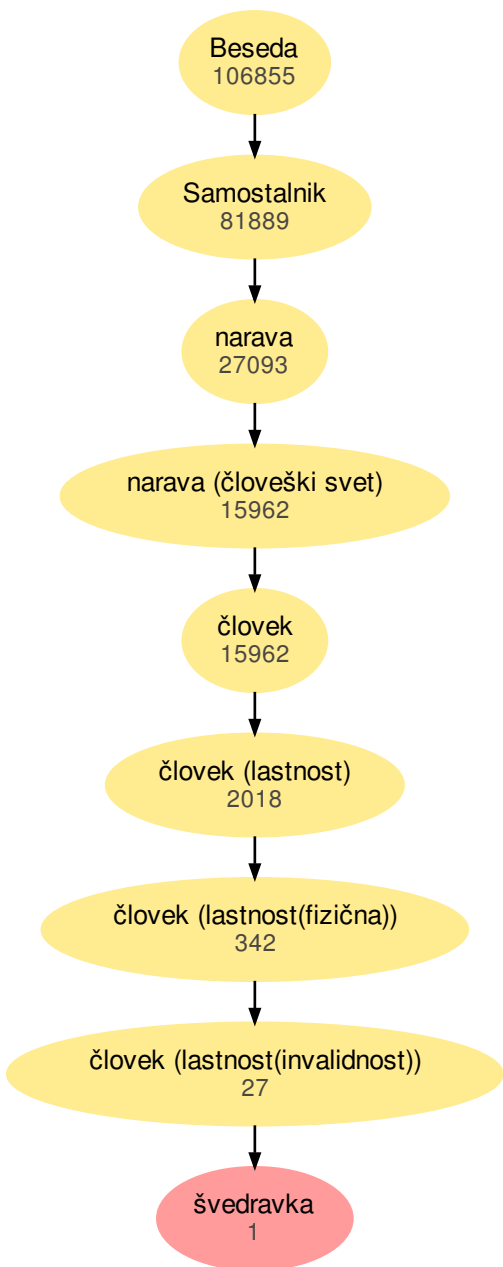 Beseda
106855
Samostalnik
81889
narava
27093
narava (človeški svet)
15962
človek
15962
človek (lastnost)
2018
človek (lastnost(fizična))
342
človek (lastnost(invalidnost))
27
švedravka
1